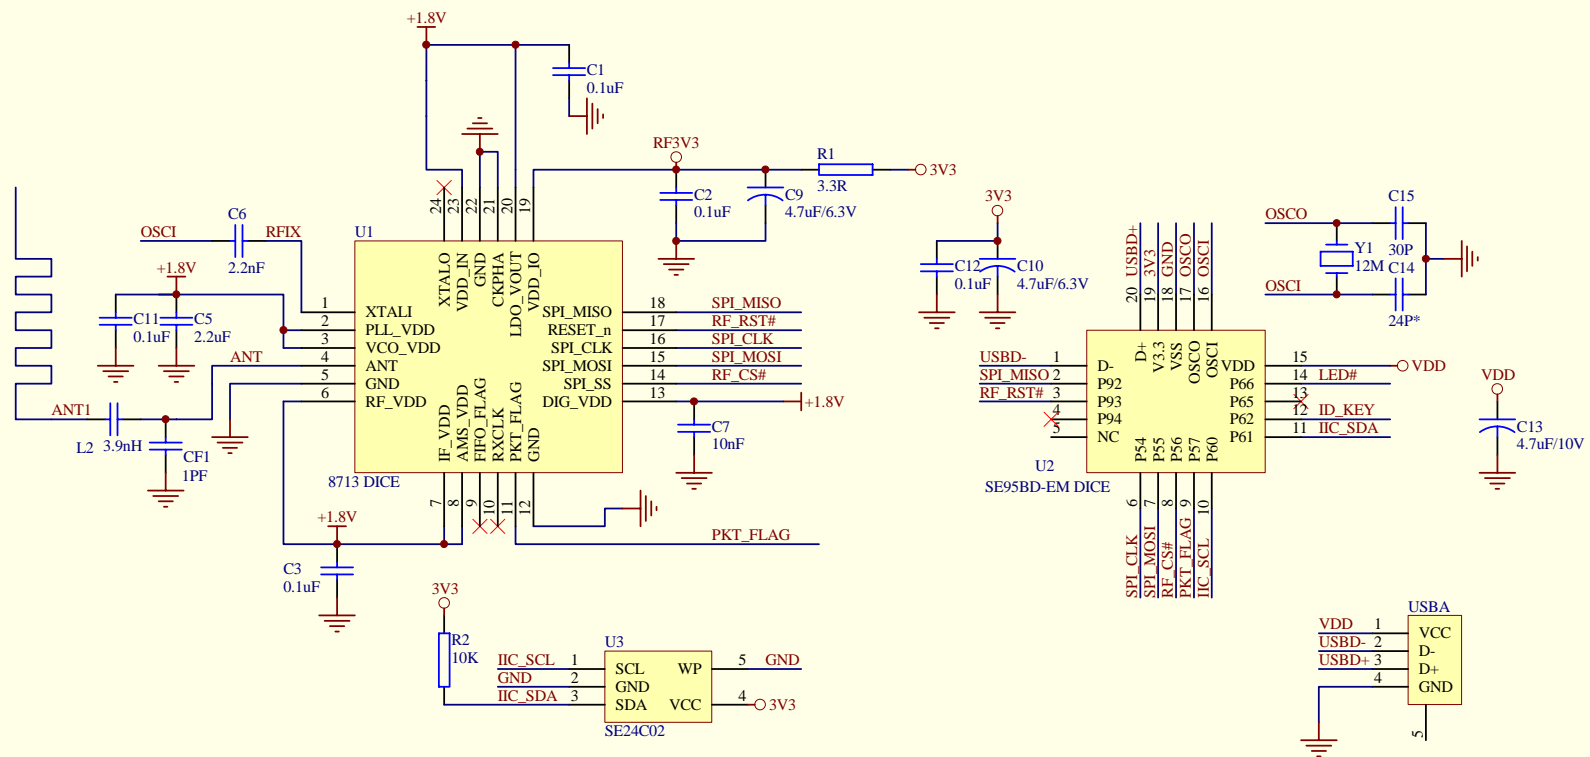 +1.8V
C1
0.1uF
RF3V3
R1
3.3R
3V3
C2
0.1uF
C9
4.7uF/6.3V
OSCI
C6
2.2nF
RFIX
U1
24
23
22
21
20
19
XTALO
VDD_IN
GND
CKPHA
LDO_VOUT
VDD_IO
+1.8V
C11
0.1uF
C5
2.2uF
1
2
3
4
5
6
XTALI
PLL_VDD
VCO_VDD
ANT
GND
RF_VDD
SPI_MISO
RESET_n
SPI_CLK
SPI_MOSI
SPI_SS
DIG_VDD
18
17
16
15
14
13
SPI_MISO
RF_RST#
SPI_CLK
SPI_MOSI
RF_CS#
+1.8V
C7
10nF
ANT
ANT1
L2
3.9nH
CF1
1PF
IF_VDD
AMS_VDD
FIFO_FLAG
RXCLK
PKT_FLAG
GND
8713 DICE
7
8
9
10
11
12
PKT_FLAG
+1.8V
C3
0.1uF
3V3
R2
10K
U3
IIC_SCL
GND
IIC_SDA
1
2
3
SCL
GND
SDA
WP
VCC
5
4
GND
3V3
SE24C02
3V3
C12
0.1uF
C10
4.7uF/6.3V
USBD+
3V3
GND
OSCO
OSCI
20
19
18
17
16
D+
V3.3
VSS
OSCO
OSCI
USBD-
SPI_MISO
RF_RST#
1
2
3
4
5
D-
P92
P93
P94
NC
VDD
P66
P65
P62
P61
15
14
13
12
11
VDD
LED#
ID_KEY
IIC_SDA
P54
P55
P56
P57
P60
U2
SE95BD-EM DICE
6
7
8
9
10
SPI_CLK
SPI_MOSI
RF_CS#
PKT_FLAG
IIC_SCL
OSCO
OSCI
C15
30P
Y1
12M
C14
24P*
VDD
C13
4.7uF/10V
USBA
VDD
USBD-
USBD+
1
2
3
4
VCC
D-
D+
GND
5